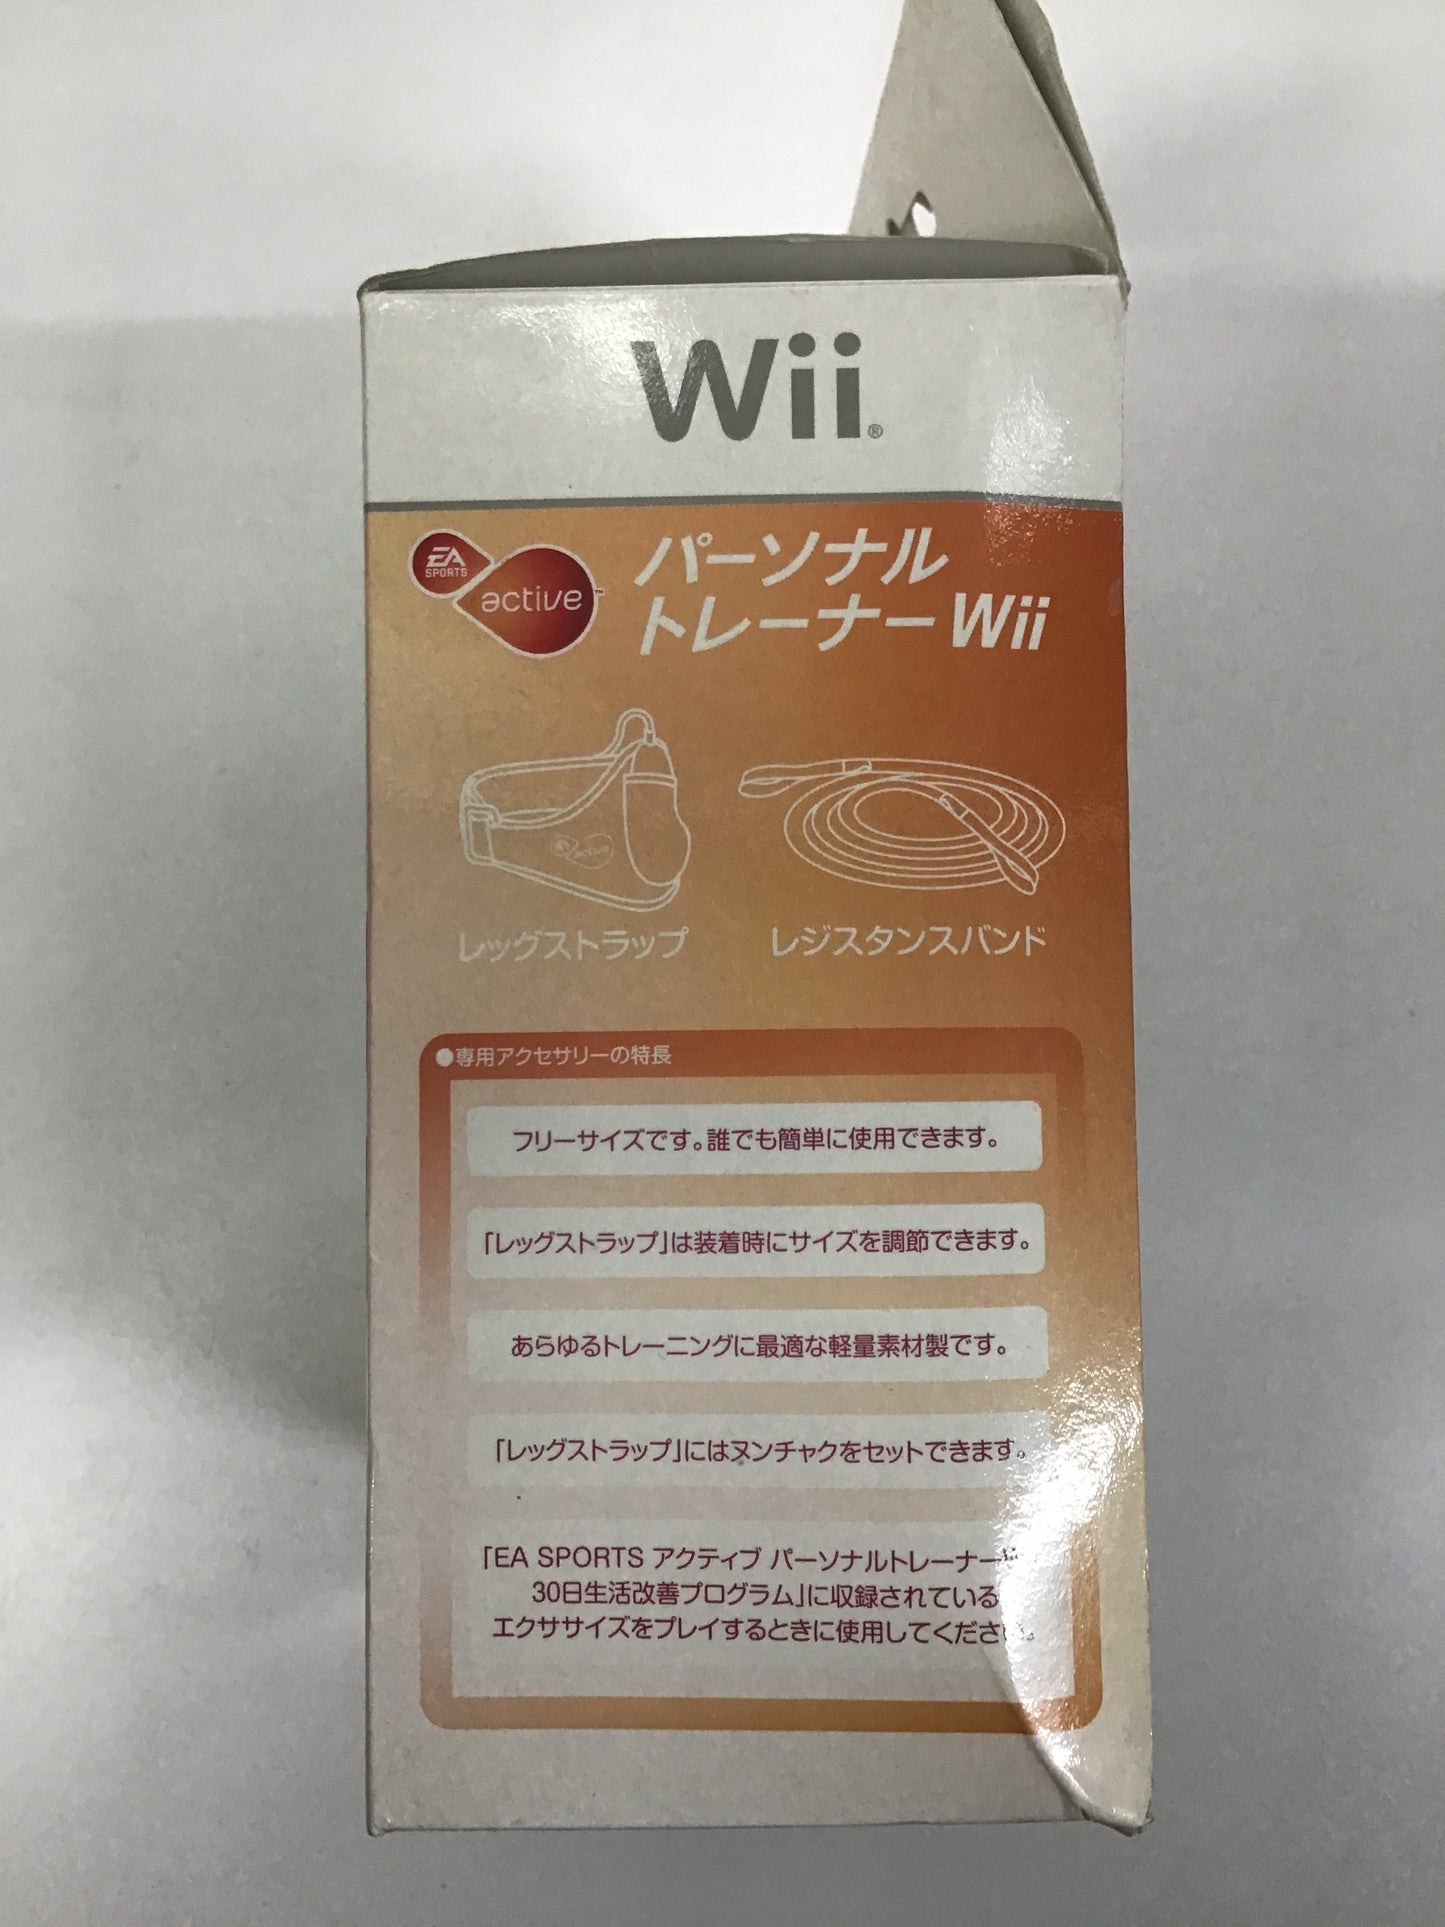 Wii®
EA SPORTS active™
パーソナル
トレーナー Wii
active
レッグストラップ
レジスタンスバンド
●専用アクセサリーの特長
フリーサイズです。誰でも簡単に使用できます。
「レッグストラップ」は装着時にサイズを調節できます。
あらゆるトレーニングに最適な軽量素材製です。
「レッグストラップ」にはヌンチャクをセットできます。
「EA SPORTS アクティブ パーソナルトレーナー
30日生活改善プログラム」に収録されている
エクササイズをプレイするときに使用してくださ